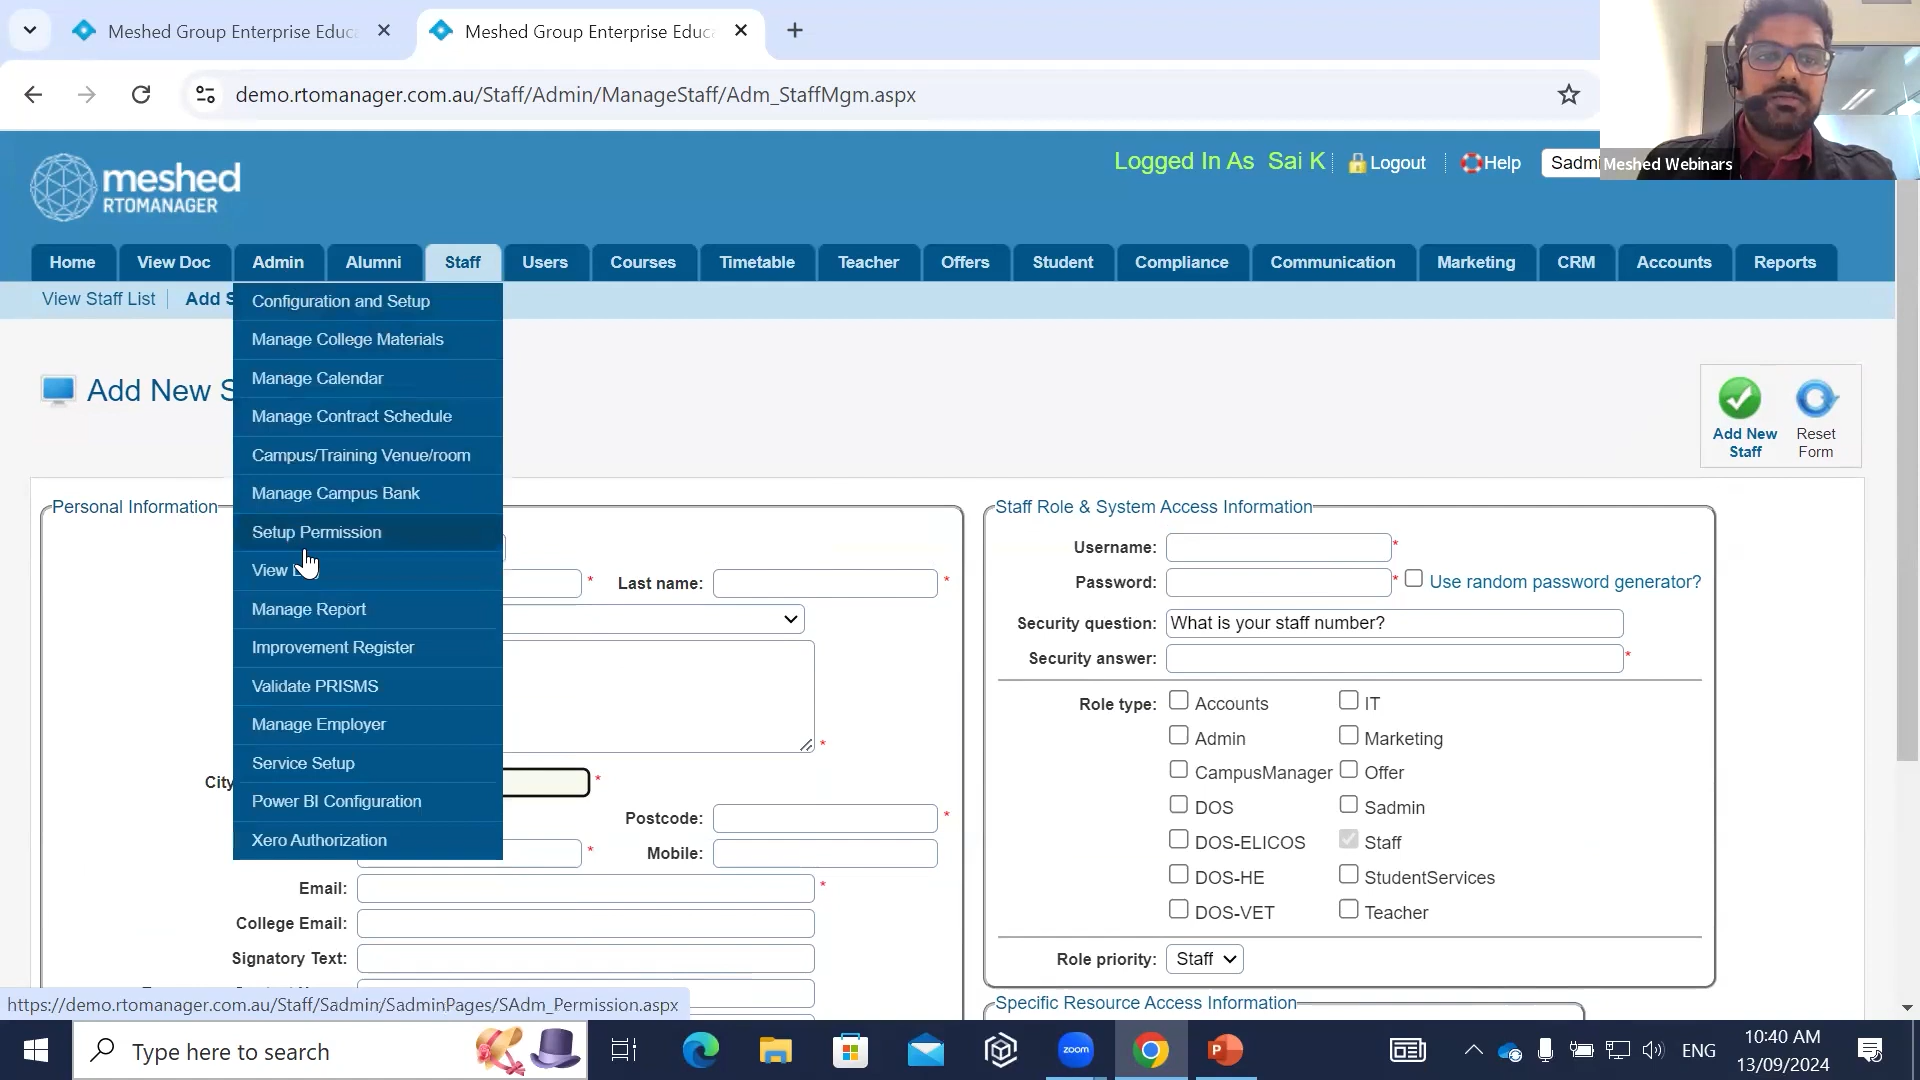 Meshed Group Enterprise Educ
Meshed Group Enterprise Educa
demo.rtomanager.com.au/Staff/Admin/ManageStaff/Adm_StaffMgm.aspx
Logged In As Sai K
Logout
Help
Sadmi
Meshed Webinars
meshed
RTOMANAGER
Home
View Doc
Admin
Alumni
Staff
Users
Courses
Timetable
Teacher
Offers
Student
Compliance
Communication
Marketing
CRM
Accounts
Reports
View Staff List
Add S
Configuration and Setup
Manage College Materials
Manage Calendar
Manage Contract Schedule
Campus/Training Venue/room
Manage Campus Bank
Setup Permission
View
Manage Report
Improvement Register
Validate PRISMS
Manage Employer
Service Setup
Power BI Configuration
Xero Authorization
Add New S
Add New Staff
Reset Form
Personal Information
Last name: *
*
City
*
Postcode: *
Mobile:
Email: *
College Email:
Signatory Text:
Staff Role & System Access Information
Username: *
Password: * Use random password generator?
Security question: What is your staff number?
Security answer: *
Role type: Accounts IT
Admin Marketing
CampusManager Offer
DOS Sadmin
DOS-ELICOS Staff
DOS-HE StudentServices
DOS-VET Teacher
Role priority: Staff
Specific Resource Access Information
https://demo.rtomanager.com.au/Staff/Sadmin/SadminPages/SAdm_Permission.aspx
Type here to search
zoom
P
ENG
10:40 AM
13/09/2024